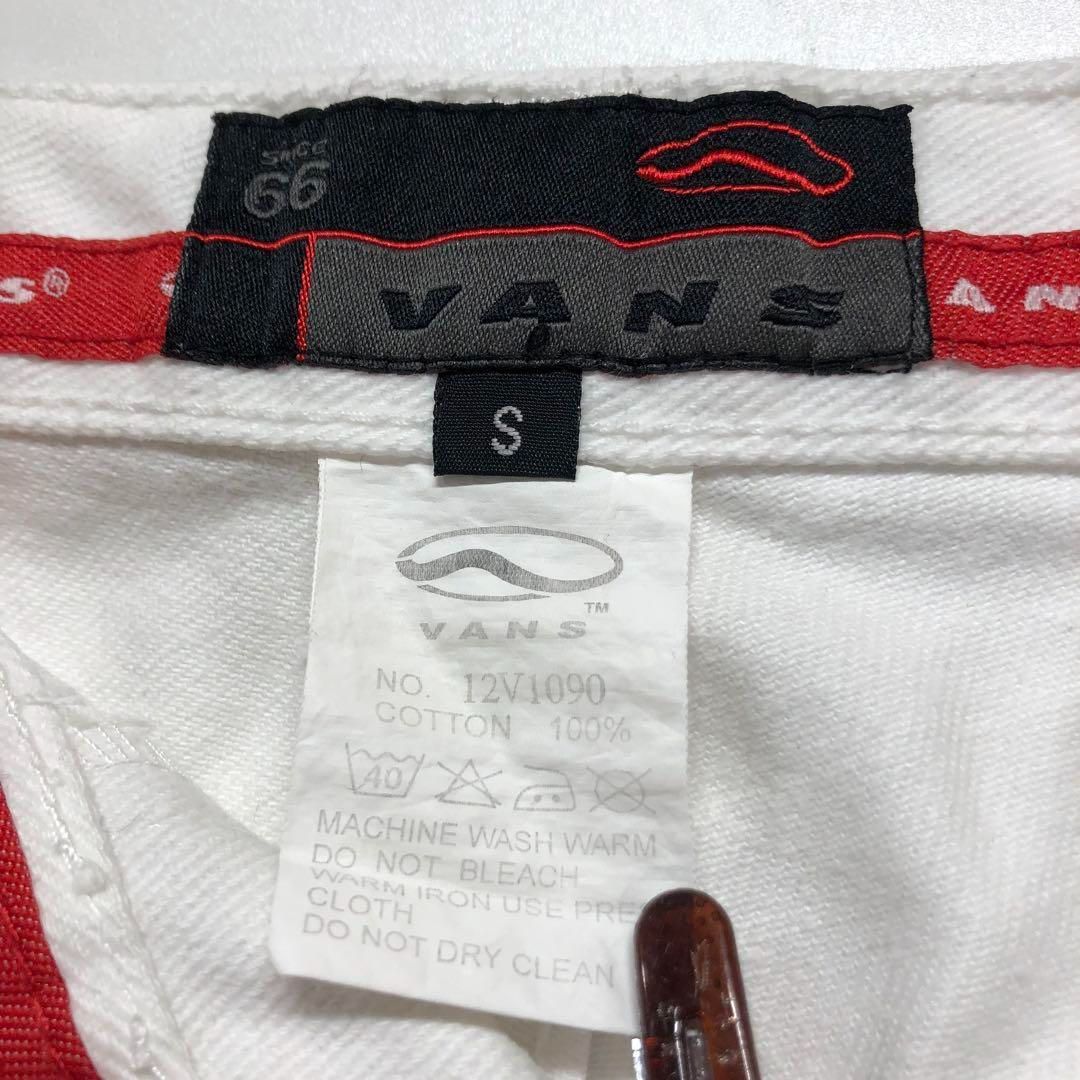 SINCE
66
S®
VANS
AN
S
TM
VANS
NO. 12V1090
COTTON 100%
40
MACHINE WASH WARM
DO NOT BLEACH
WARM IRON USE PRE
CLOTH
DO NOT DRY CLEAN